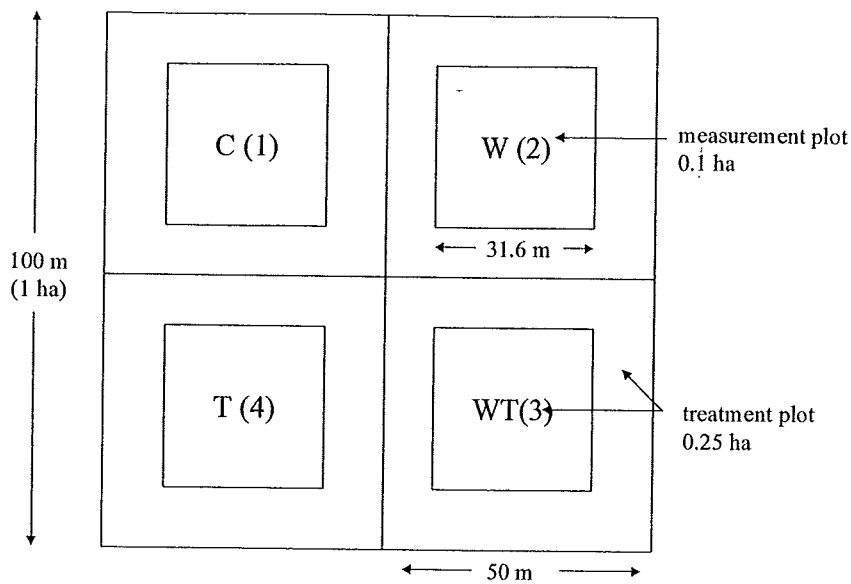 C (1)
W (2)
measurement plot
0.1 ha
31.6 m
100 m
(1 ha)
T (4)
WT(3)
treatment plot
0.25 ha
50 m